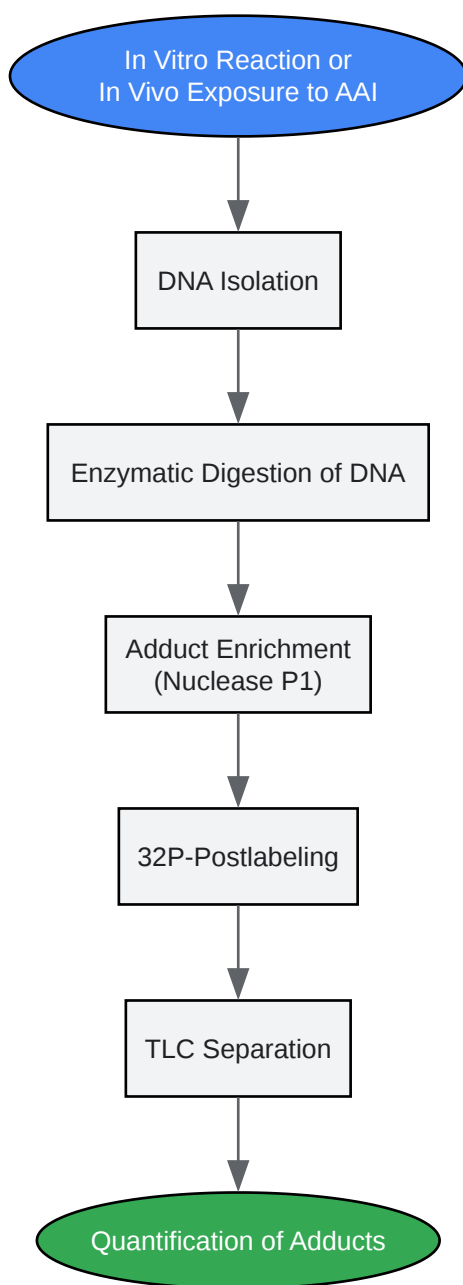 In Vitro Reaction or
In Vivo Exposure to AAI
DNA Isolation
Enzymatic Digestion of DNA
Adduct Enrichment
(Nuclease P1)
32P-Postlabeling
TLC Separation
Quantification of Adducts